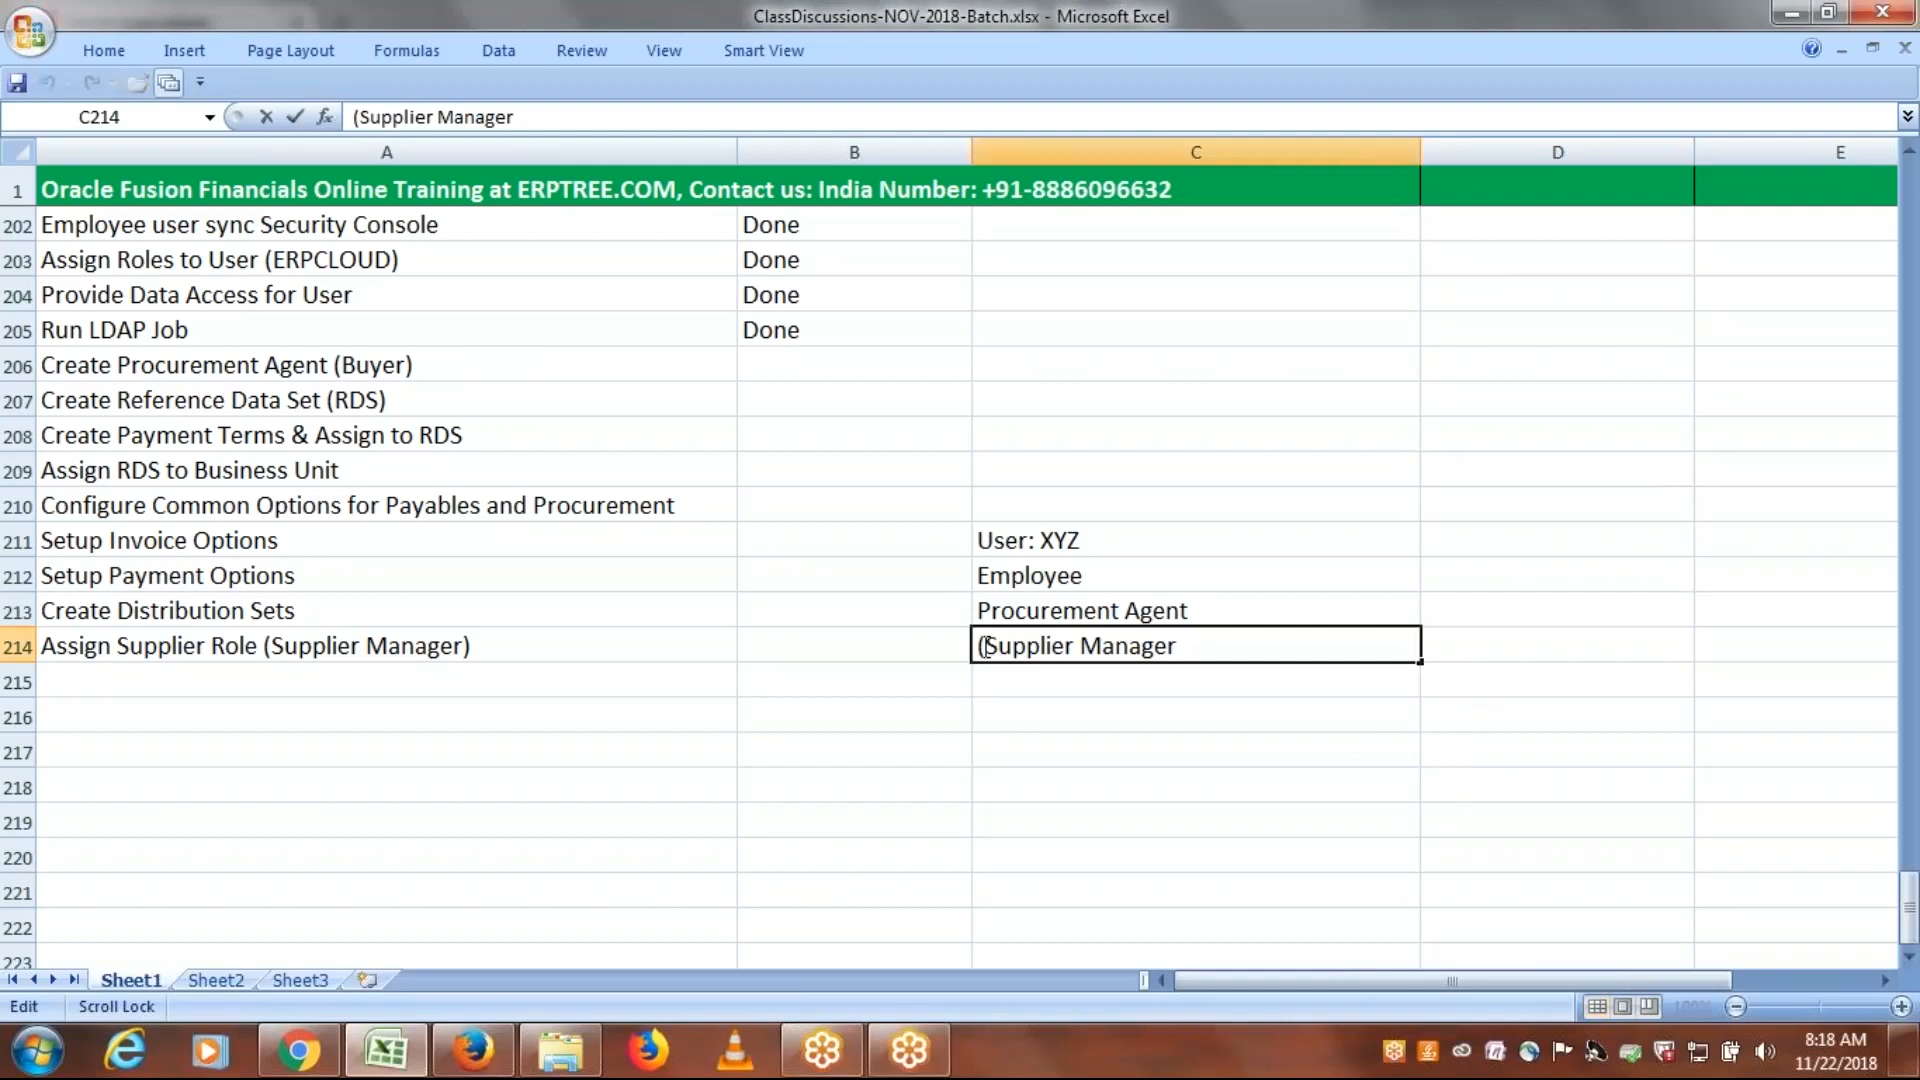 ClassDiscussions-NOV-2018-Batch.xlsx - Microsoft Excel
Home Insert Page Layout Formulas Data Review View Smart View
C214 fx (Supplier Manager
A B C D E
1 Oracle Fusion Financials Online Training at ERPTREE.COM, Contact us: India Number: +91-8886096632
202 Employee user sync Security Console Done
203 Assign Roles to User (ERPCLOUD) Done
204 Provide Data Access for User Done
205 Run LDAP Job Done
206 Create Procurement Agent (Buyer)
207 Create Reference Data Set (RDS)
208 Create Payment Terms & Assign to RDS
209 Assign RDS to Business Unit
210 Configure Common Options for Payables and Procurement
211 Setup Invoice Options User: XYZ
212 Setup Payment Options Employee
213 Create Distribution Sets Procurement Agent
214 Assign Supplier Role (Supplier Manager) (Supplier Manager
215
216
217
218
219
220
221
222
223
Sheet1 Sheet2 Sheet3
Edit Scroll Lock 100%
8:18 AM
11/22/2018